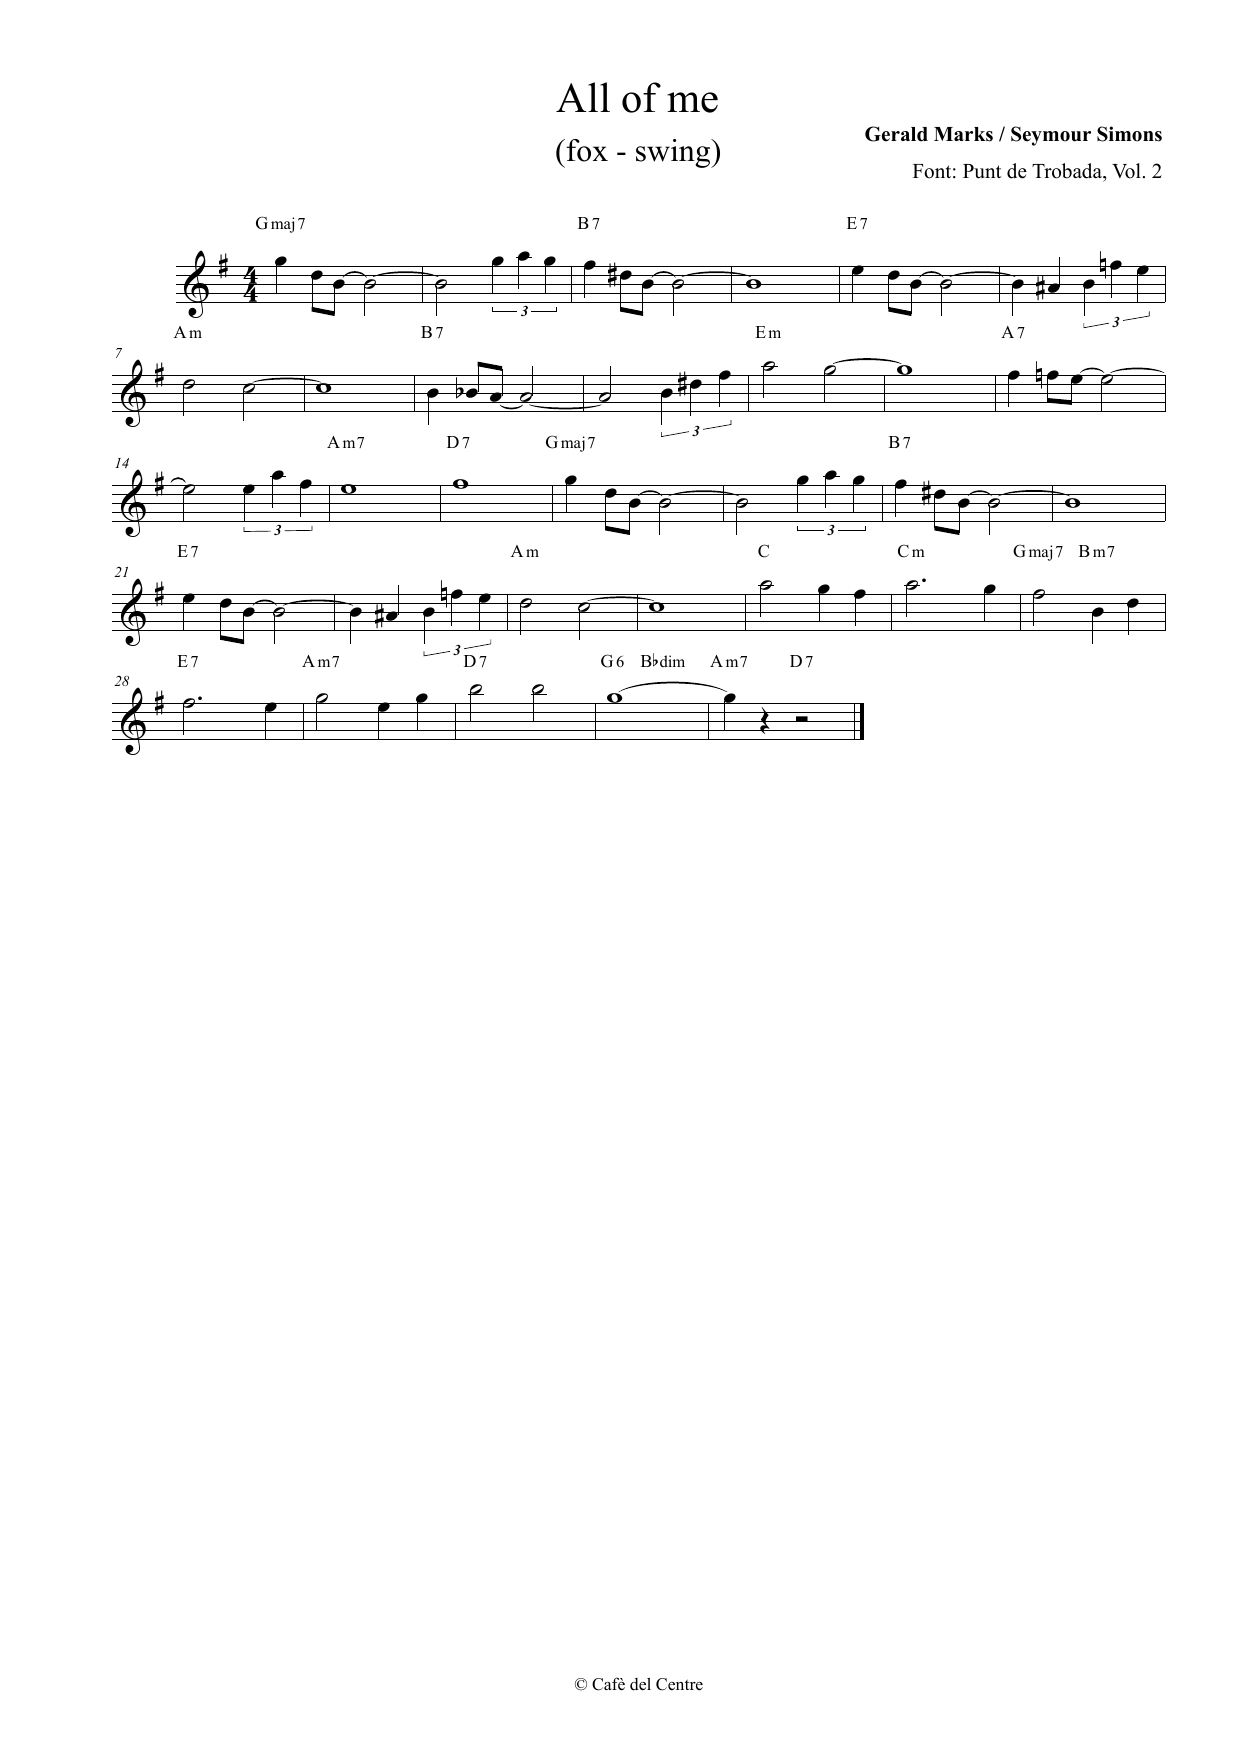 All of me
(fox - swing)
Gerald Marks / Seymour Simons
Font: Punt de Trobada, Vol. 2
Gmaj7 B7 E7
4
4
3 3
Am B7 Em A7
7
3
Am7 D7 Gmaj7 B7
14
3 3
E7 Am C Cm Gmaj7 Bm7
21
3
E7 Am7 D7 G6 B♭dim Am7 D7
28
© Cafè del Centre